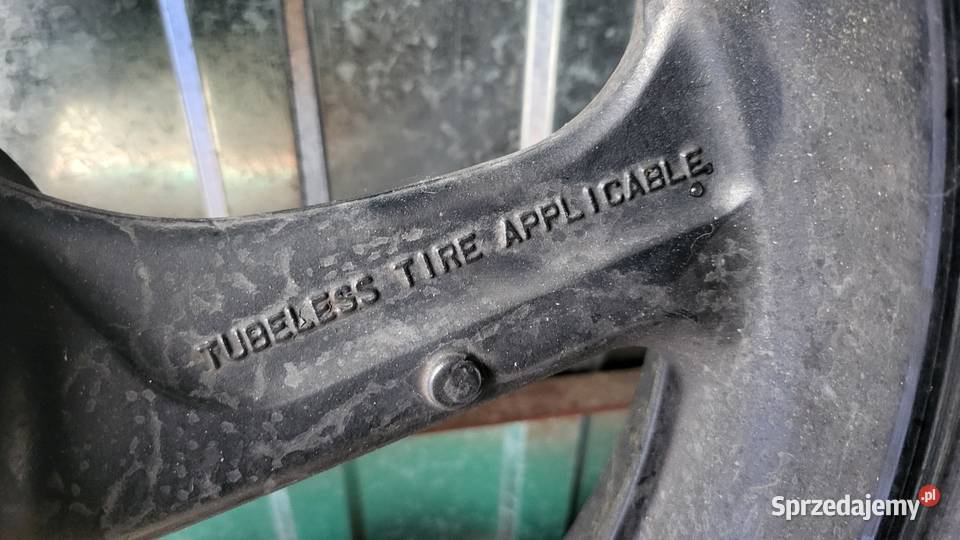 TUBELESS TIRE APPLICABLE
Sprzedajemy.pl